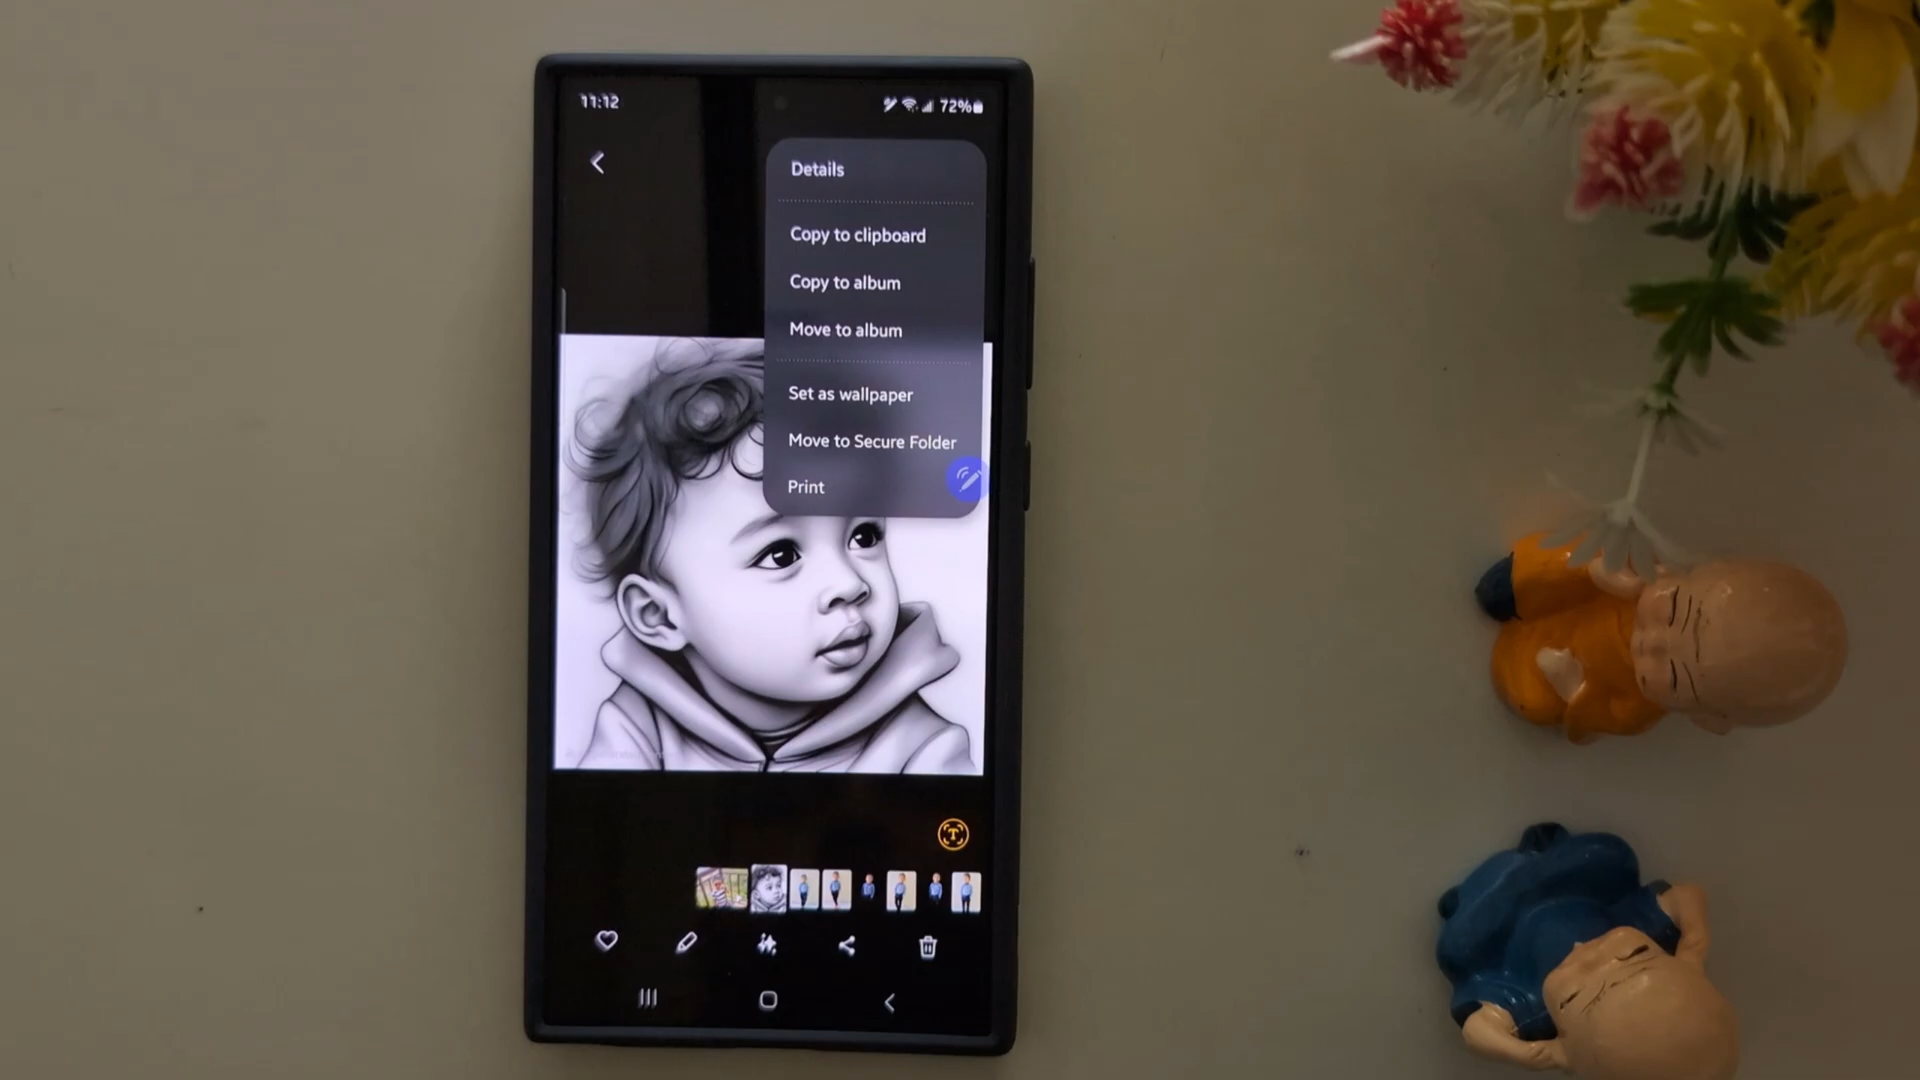 11:12
72%
Details
Copy to clipboard
Copy to album
Move to album
Set as wallpaper
Move to Secure Folder
Print
T